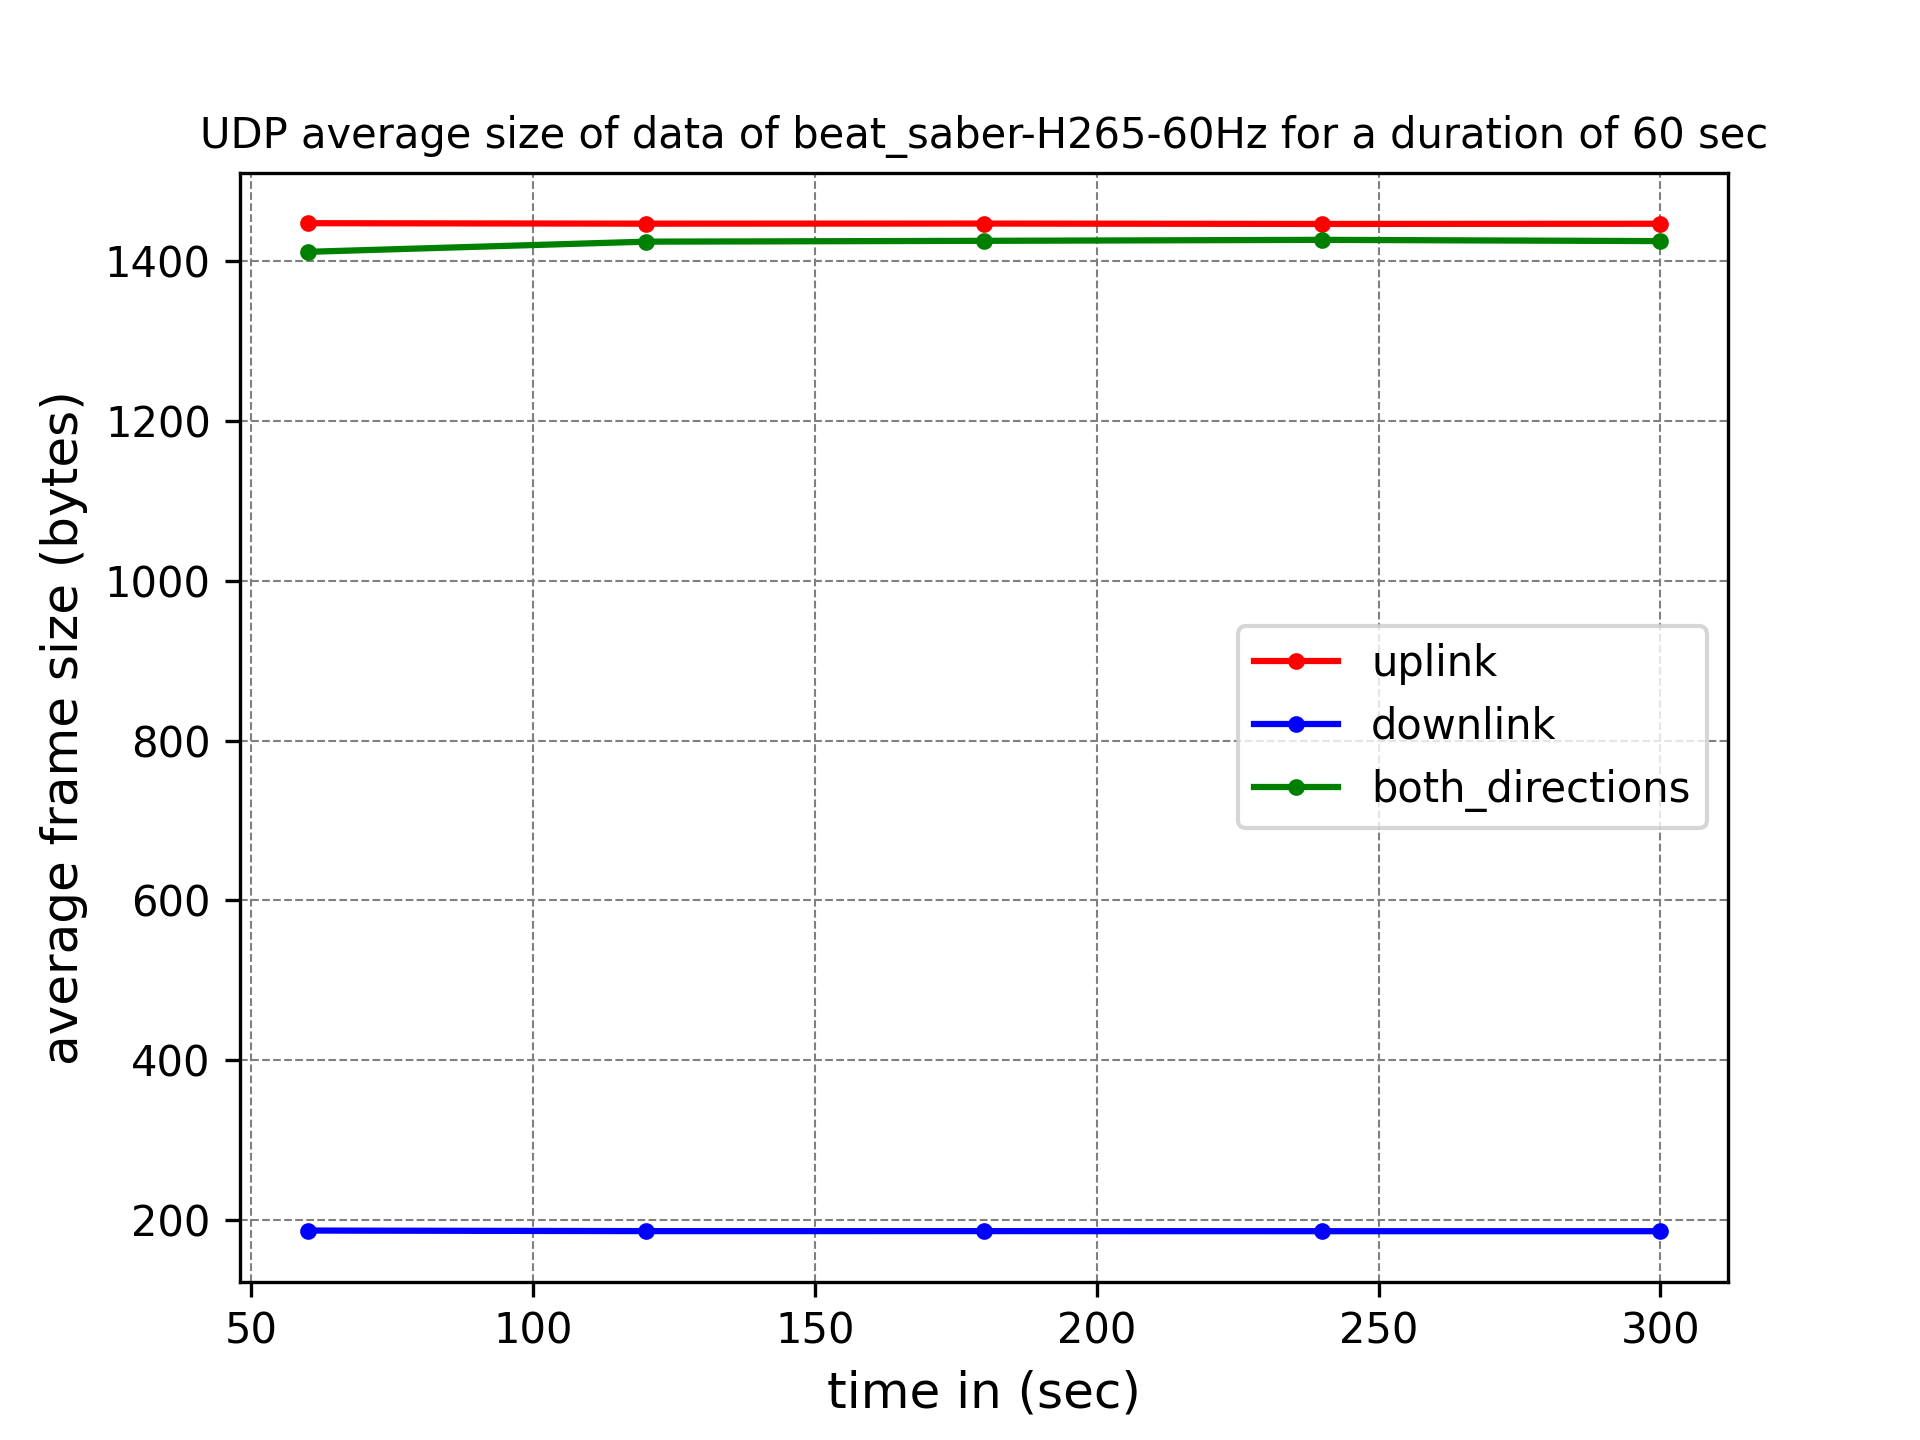 UDP average size of data of beat_saber-H265-60Hz for a duration of 60 sec
average frame size (bytes)
1400
1200
1000
800
600
400
200
uplink
downlink
both_directions
50 100 150 200 250 300
time in (sec)